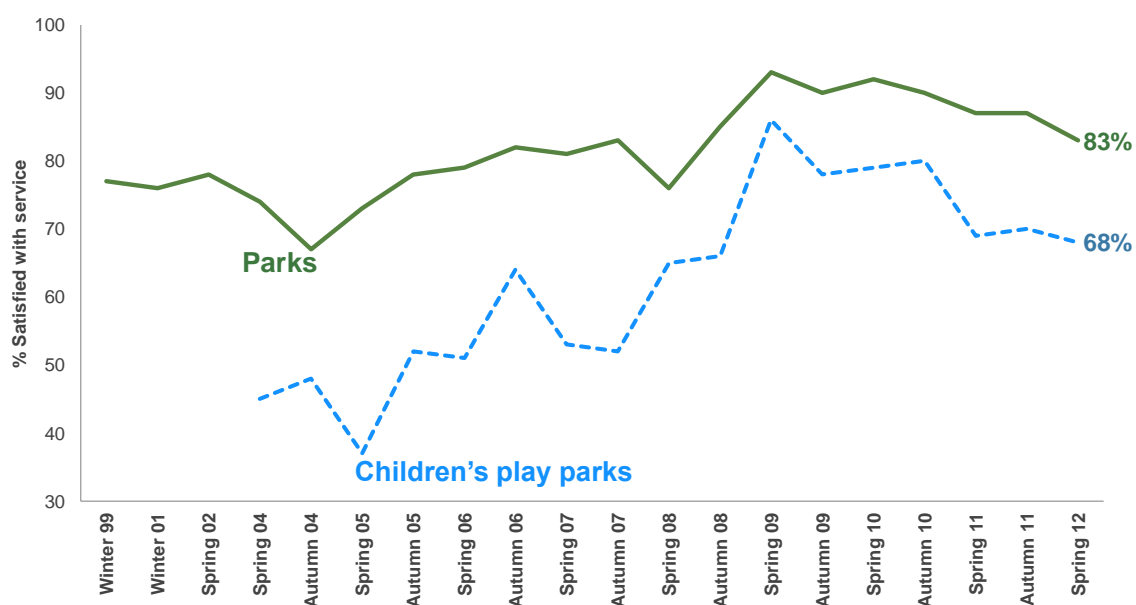 100
90
80
70
60
50
40
30
% Satisfied with service
Parks
Children's play parks
83%
68%
Winter 99
Winter 01
Spring 02
Spring 04
Autumn 04
Spring 05
Autumn 05
Spring 06
Autumn 06
Spring 07
Autumn 07
Spring 08
Autumn 08
Spring 09
Autumn 09
Spring 10
Autumn 10
Spring 11
Autumn 11
Spring 12